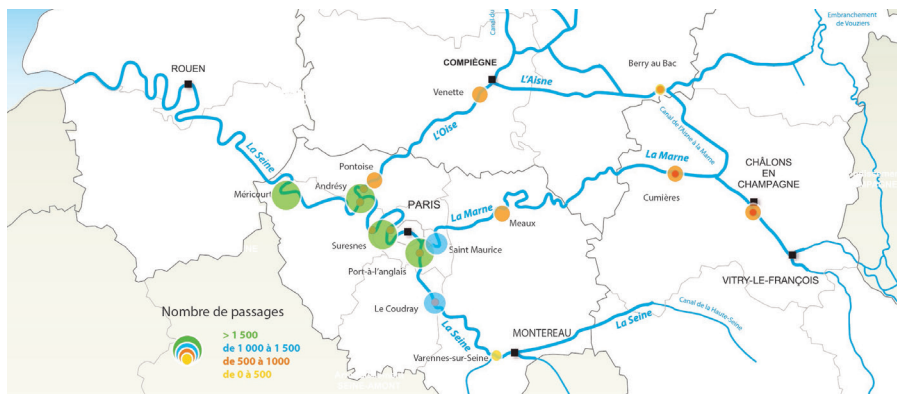 Embranchement
de Vouziers
Canal du
COMPIÈGNE
L'Aisne
Berry au Bac
ROUEN
Venette
L'Oise
Canal de l'Aisne à la Marne
La Seine
Pontoise
La Marne
CHÂLONS
EN
CHAMPAGNE
Andrésy
Méricourt
PARIS
Cumières
La Marne
Meaux
Suresnes
Saint Maurice
Port-à-l'anglais
VITRY-LE-FRANÇOIS
Le Coudray
Canal de la Haute-Seine
La Seine
La Seine
MONTEREAU
Varennes-sur-Seine
Nombre de passages
> 1 500
de 1 000 à 1 500
de 500 à 1000
de 0 à 500